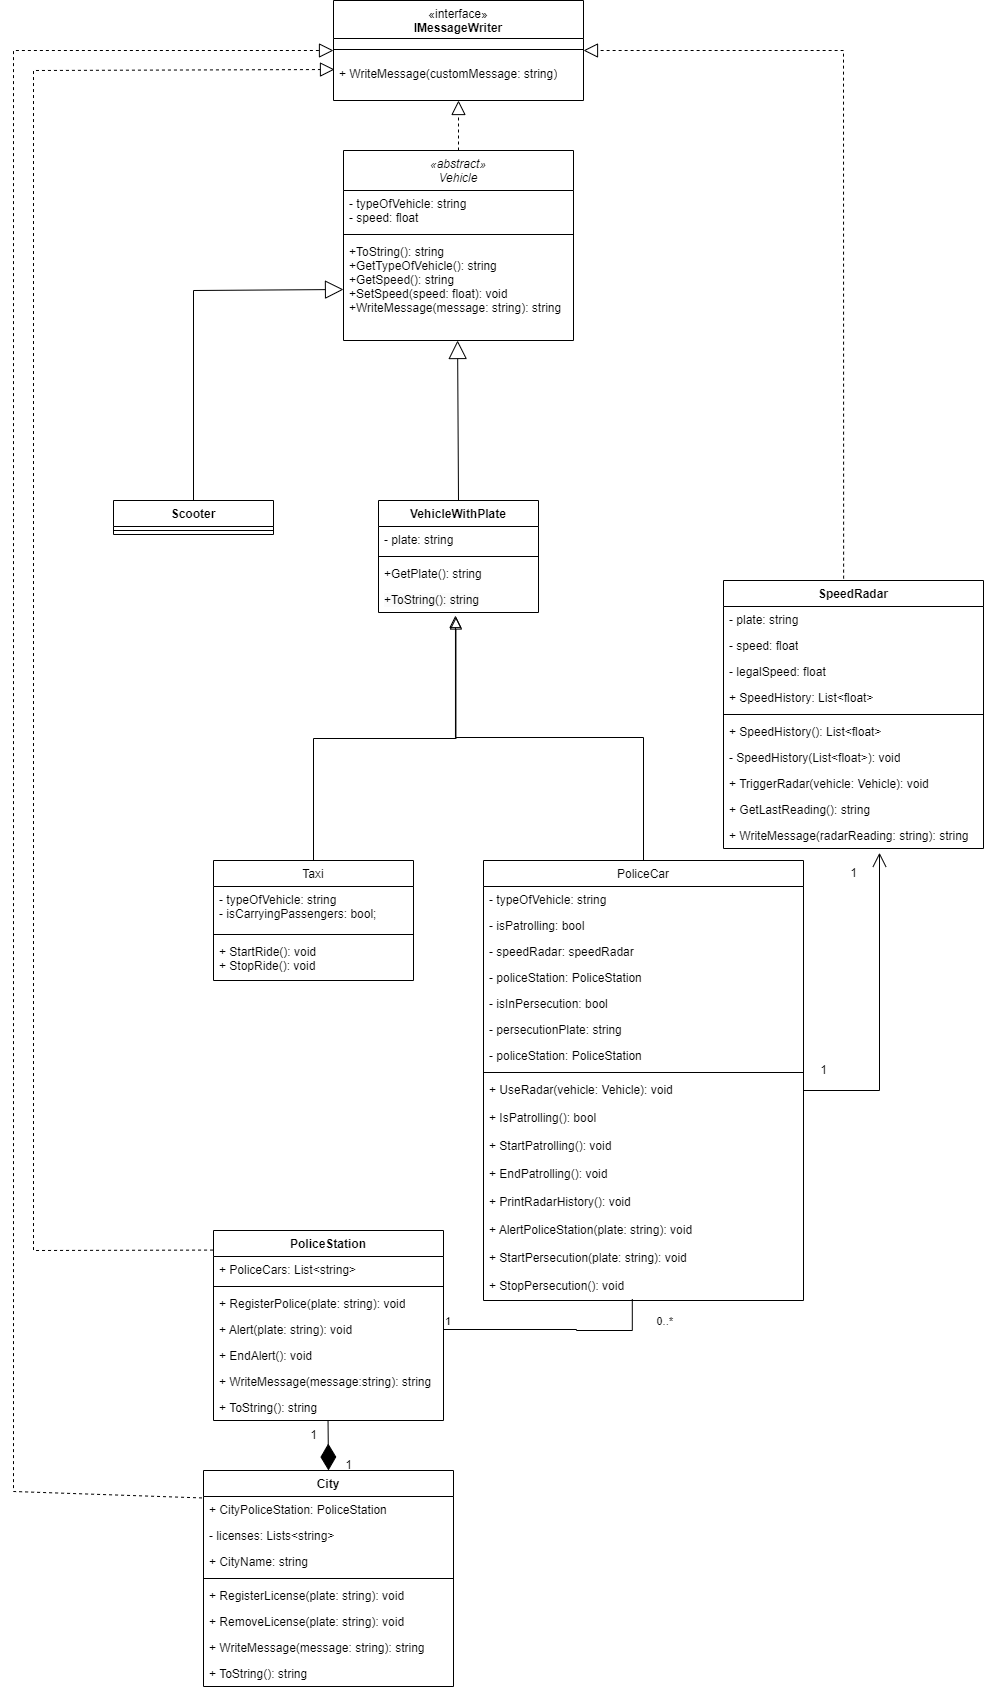 «interface»
IMessageWriter
+ WriteMessage(customMessage: string)
«abstract»
Vehicle
- typeOfVehicle: string
- speed: float
+ToString(): string
+GetTypeOfVehicle(): string
+GetSpeed(): string
+SetSpeed(speed: float): void
+WriteMessage(message: string): string
Scooter
VehicleWithPlate
- plate: string
+GetPlate(): string
+ToString(): string
SpeedRadar
- plate: string
- speed: float
- legalSpeed: float
+ SpeedHistory: List<float>
+ SpeedHistory(): List<float>
- SpeedHistory(List<float>): void
+ TriggerRadar(vehicle: Vehicle): void
+ GetLastReading(): string
+ WriteMessage(radarReading: string): string
1
Taxi
- typeOfVehicle: string
- isCarryingPassengers: bool;
+ StartRide(): void
+ StopRide(): void
PoliceCar
- typeOfVehicle: string
- isPatrolling: bool
- speedRadar: speedRadar
- policeStation: PoliceStation
- isInPersecution: bool
- persecutionPlate: string
- policeStation: PoliceStation
+ UseRadar(vehicle: Vehicle): void
+ IsPatrolling(): bool
+ StartPatrolling(): void
+ EndPatrolling(): void
+ PrintRadarHistory(): void
+ AlertPoliceStation(plate: string): void
+ StartPersecution(plate: string): void
+ StopPersecution(): void
1
PoliceStation
+ PoliceCars: List<string>
+ RegisterPolice(plate: string): void
+ Alert(plate: string): void
+ EndAlert(): void
+ WriteMessage(message:string): string
+ ToString(): string
1
0..*
1
1
City
+ CityPoliceStation: PoliceStation
- licenses: Lists<string>
+ CityName: string
+ RegisterLicense(plate: string): void
+ RemoveLicense(plate: string): void
+ WriteMessage(message: string): string
+ ToString(): string